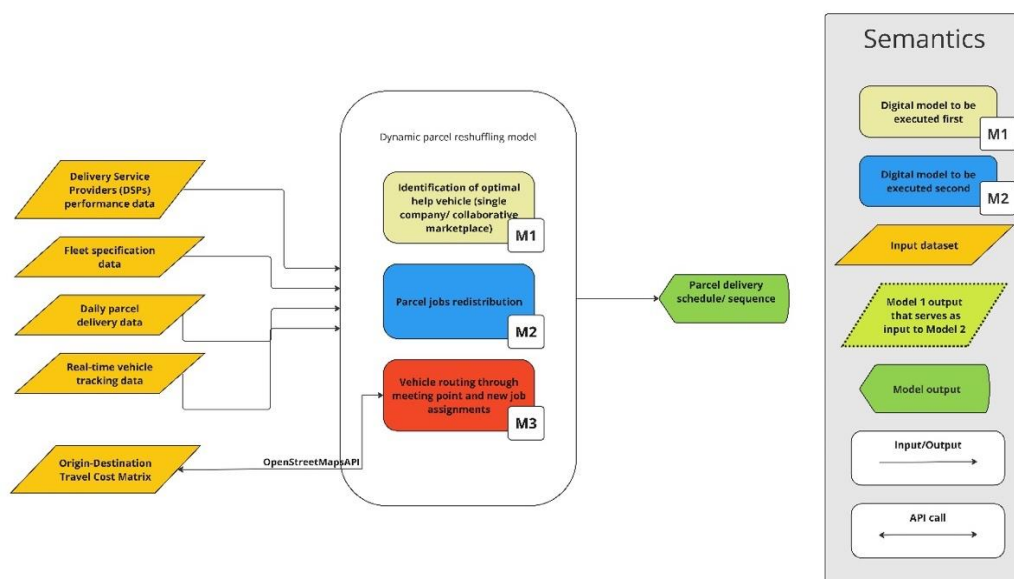 Delivery Service
Providers (DSPs)
performance data
Fleet specification
data
Daily parcel
delivery data
Real-time vehicle
tracking data
Origin-Destination
Travel Cost Matrix
OpenStreetMapsAPI
Dynamic parcel reshuffling model
Identification of optimal
help vehicle (single
company/ collaborative
marketplace)
M1
Parcel jobs redistribution
M2
Vehicle routing through
meeting point and new job
assignments
M3
Parcel delivery
schedule/ sequence
Semantics
Digital model to be
executed first
M1
Digital model to be
executed second
M2
Input dataset
Model 1 output
that serves as
input to Model 2
Model output
Input/Output
API call